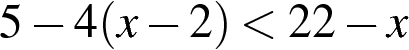 5 − 4(x − 2) < 22 − x